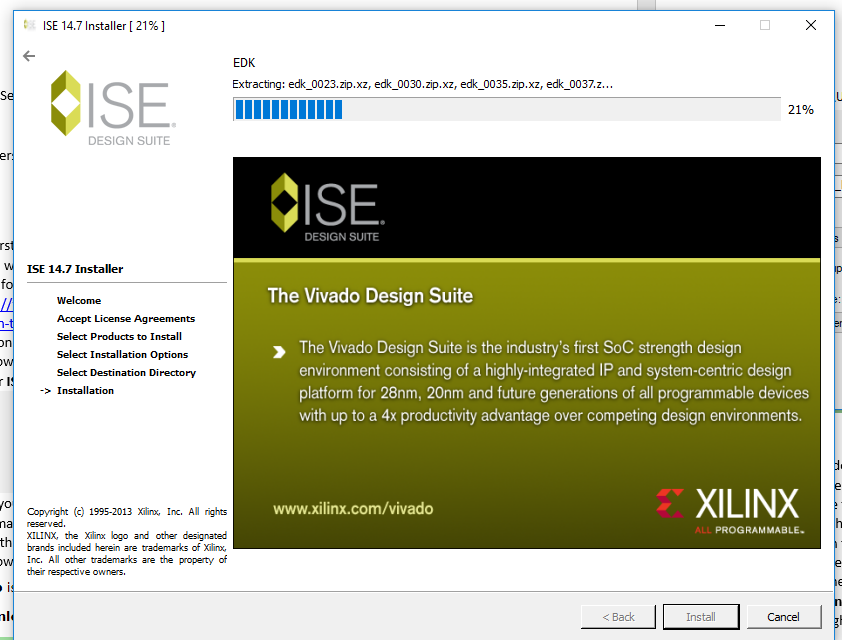 ISE 14.7 Installer [ 21% ]
EDK
Extracting: edk_0023.zip.xz, edk_0030.zip.xz, edk_0035.zip.xz, edk_0037.z...
21%
ISE
DESIGN SUITE
ISE 14.7 Installer
Welcome
Accept License Agreements
Select Products to Install
Select Installation Options
Select Destination Directory
-> Installation
Copyright (c) 1995-2013 Xilinx, Inc. All rights
reserved.
XILINX, the Xilinx logo and other designated
brands included herein are trademarks of Xilinx,
Inc. All other trademarks are the property of
their respective owners.
ISE.
DESIGN SUITE
The Vivado Design Suite
The Vivado Design Suite is the industry's first SoC strength design
environment consisting of a highly-integrated IP and system-centric design
platform for 28nm, 20nm and future generations of all programmable devices
with up to a 4x productivity advantage over competing design environments.
www.xilinx.com/vivado
XILINX
ALL PROGRAMMABLE.
< Back
Install
Cancel